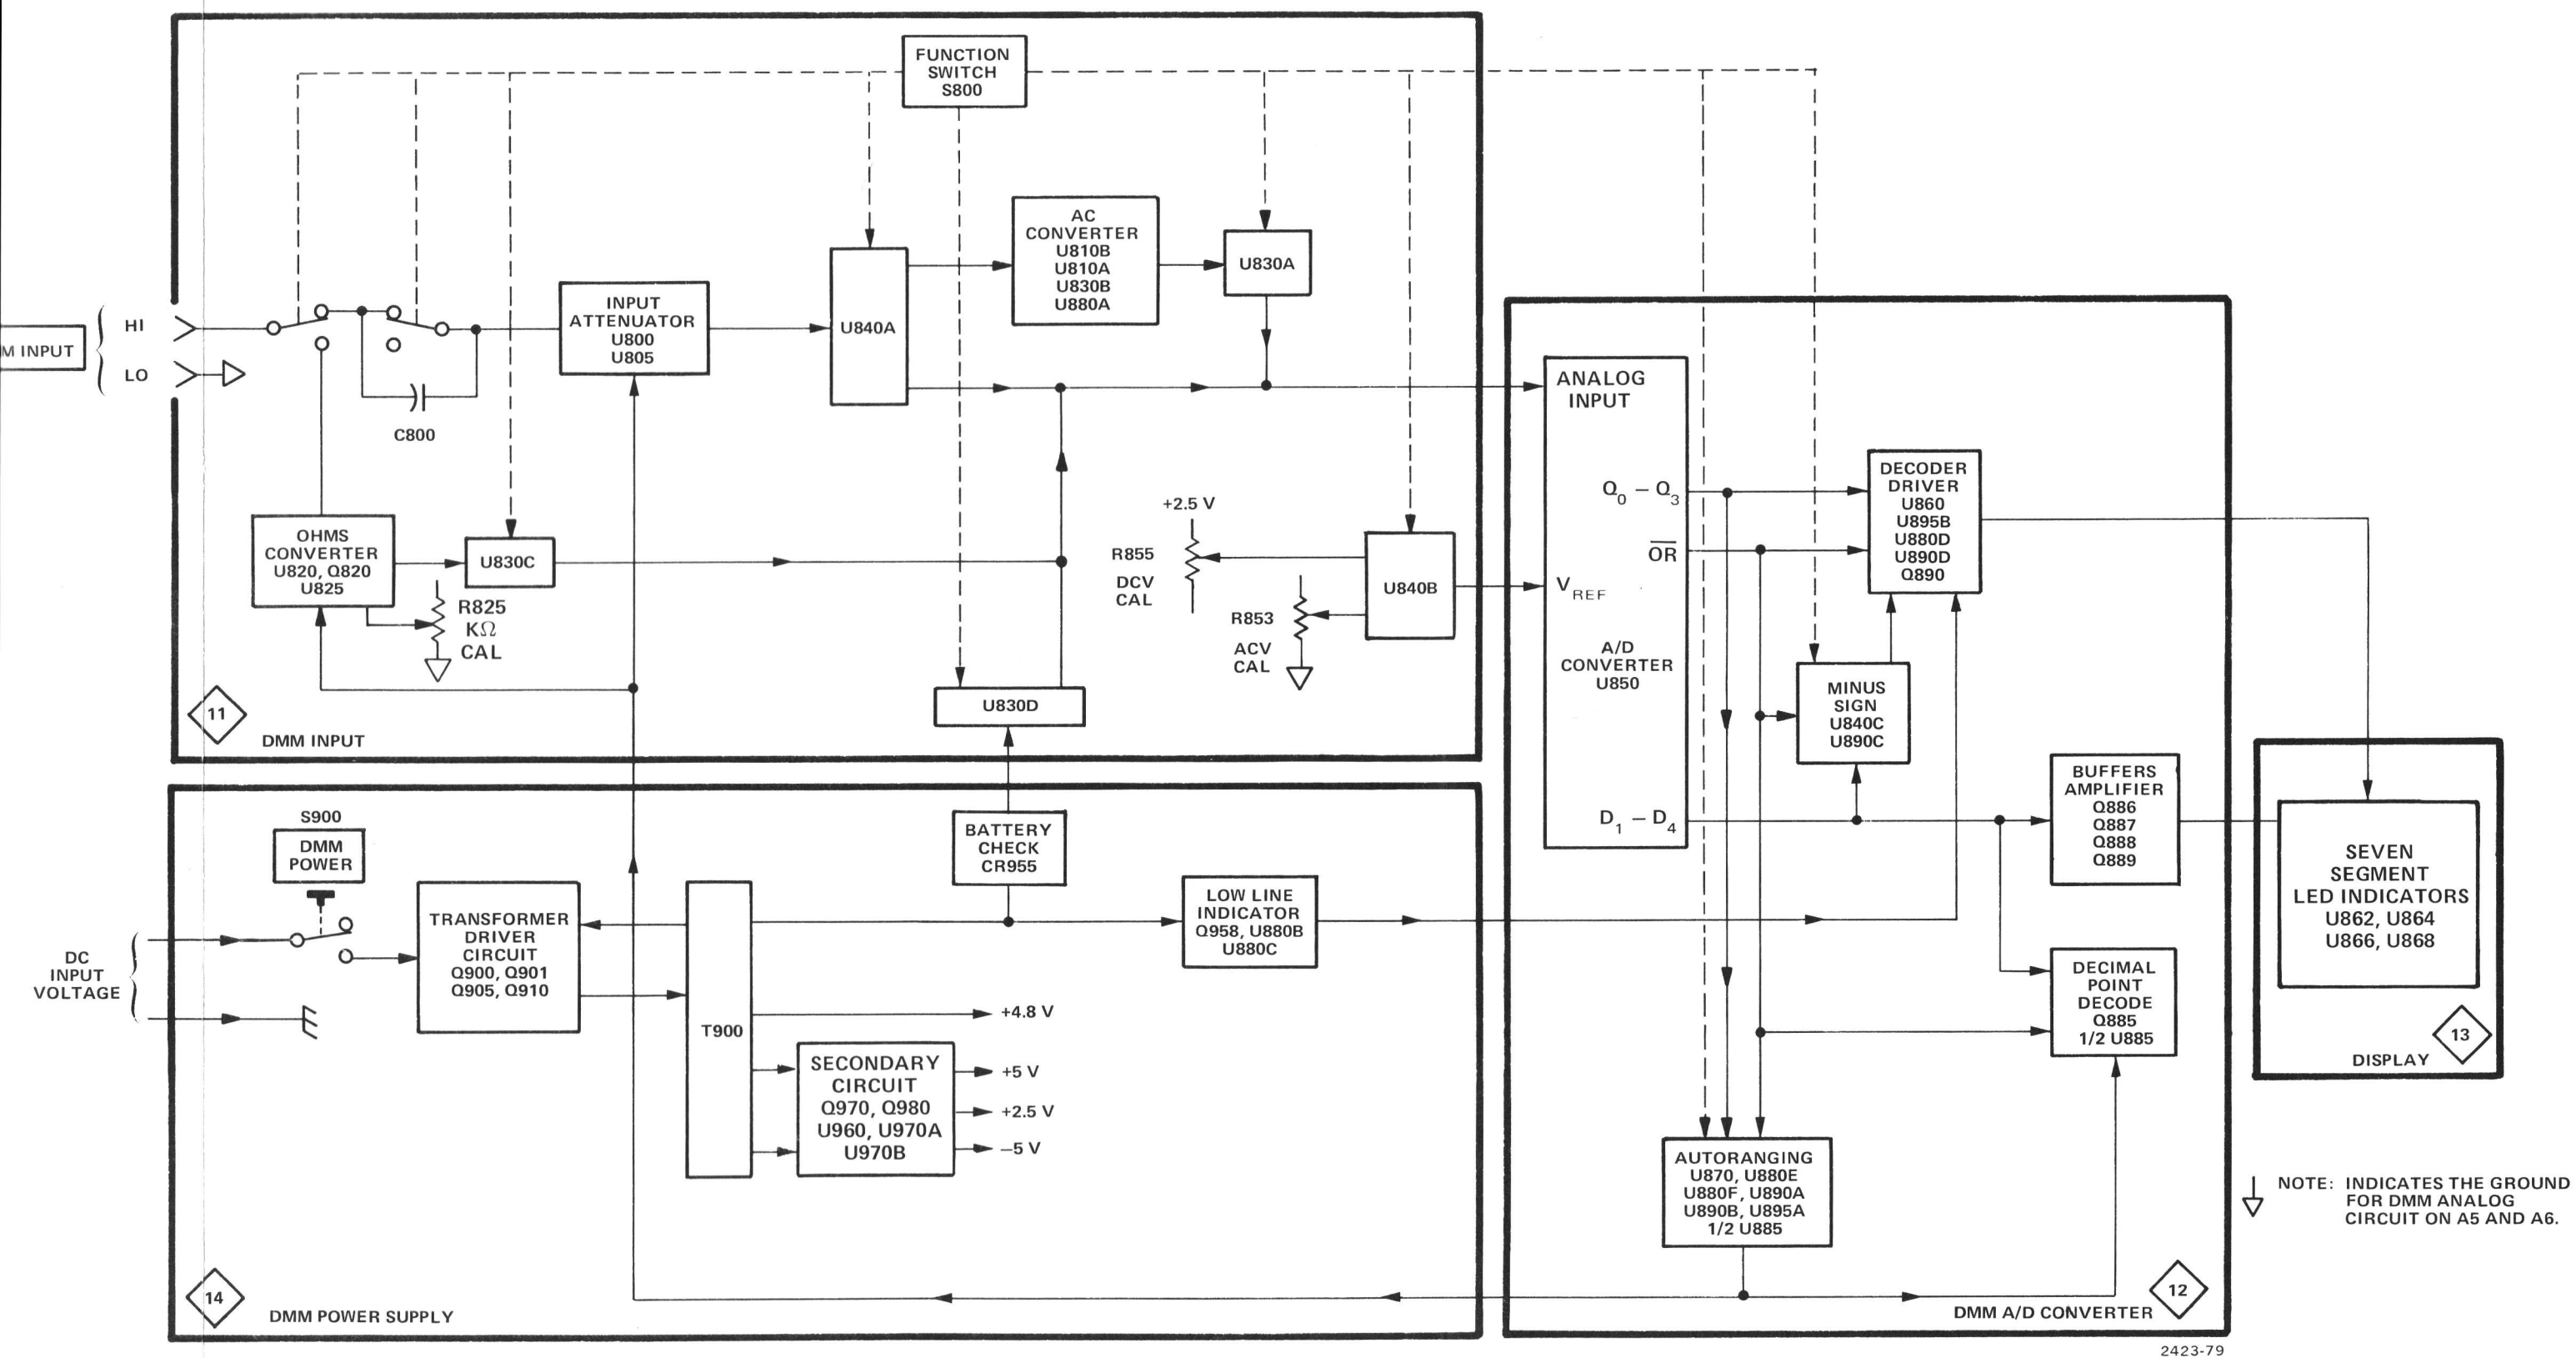 FUNCTION
SWITCH
S800
AC
CONVERTER
U810B
U810A
U830B
U880A
U830A
INPUT
ATTENUATOR
U800
U805
U840A
M INPUT
HI
LO
C800
OHMS
CONVERTER
U820, Q820
U825
U830C
R825
KΩ
CAL
+2.5 V
R855
DCV
CAL
R853
ACV
CAL
U840B
U830D
11
DMM INPUT
ANALOG
INPUT
Q0 – Q3
OR
VREF
A/D
CONVERTER
U850
D1 – D4
DECODER
DRIVER
U860
U895B
U880D
U890D
Q890
MINUS
SIGN
U840C
U890C
BUFFERS
AMPLIFIER
Q886
Q887
Q888
Q889
DECIMAL
POINT
DECODE
Q885
1/2 U885
AUTORANGING
U870, U880E
U880F, U890A
U890B, U895A
1/2 U885
12
DMM A/D CONVERTER
SEVEN
SEGMENT
LED INDICATORS
U862, U864
U866, U868
13
DISPLAY
S900
DMM
POWER
DC
INPUT
VOLTAGE
TRANSFORMER
DRIVER
CIRCUIT
Q900, Q901
Q905, Q910
T900
BATTERY
CHECK
CR955
LOW LINE
INDICATOR
Q958, U880B
U880C
+4.8 V
SECONDARY
CIRCUIT
Q970, Q980
U960, U970A
U970B
+5 V
+2.5 V
–5 V
14
DMM POWER SUPPLY
NOTE: INDICATES THE GROUND
FOR DMM ANALOG
CIRCUIT ON A5 AND A6.
2423-79